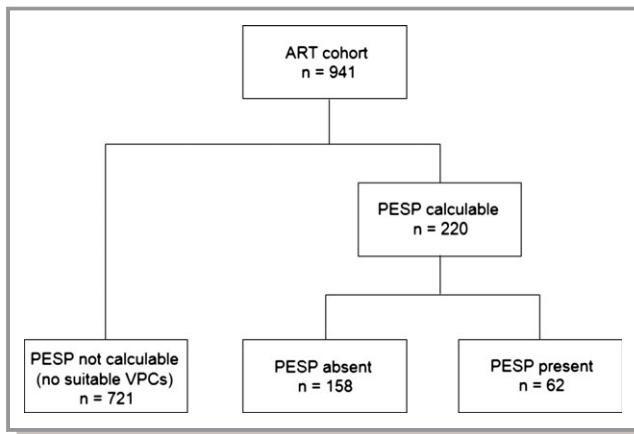 ART cohort
n = 941
PESP calculable
n = 220
PESP not calculable
(no suitable VPCs)
n = 721
PESP absent
n = 158
PESP present
n = 62